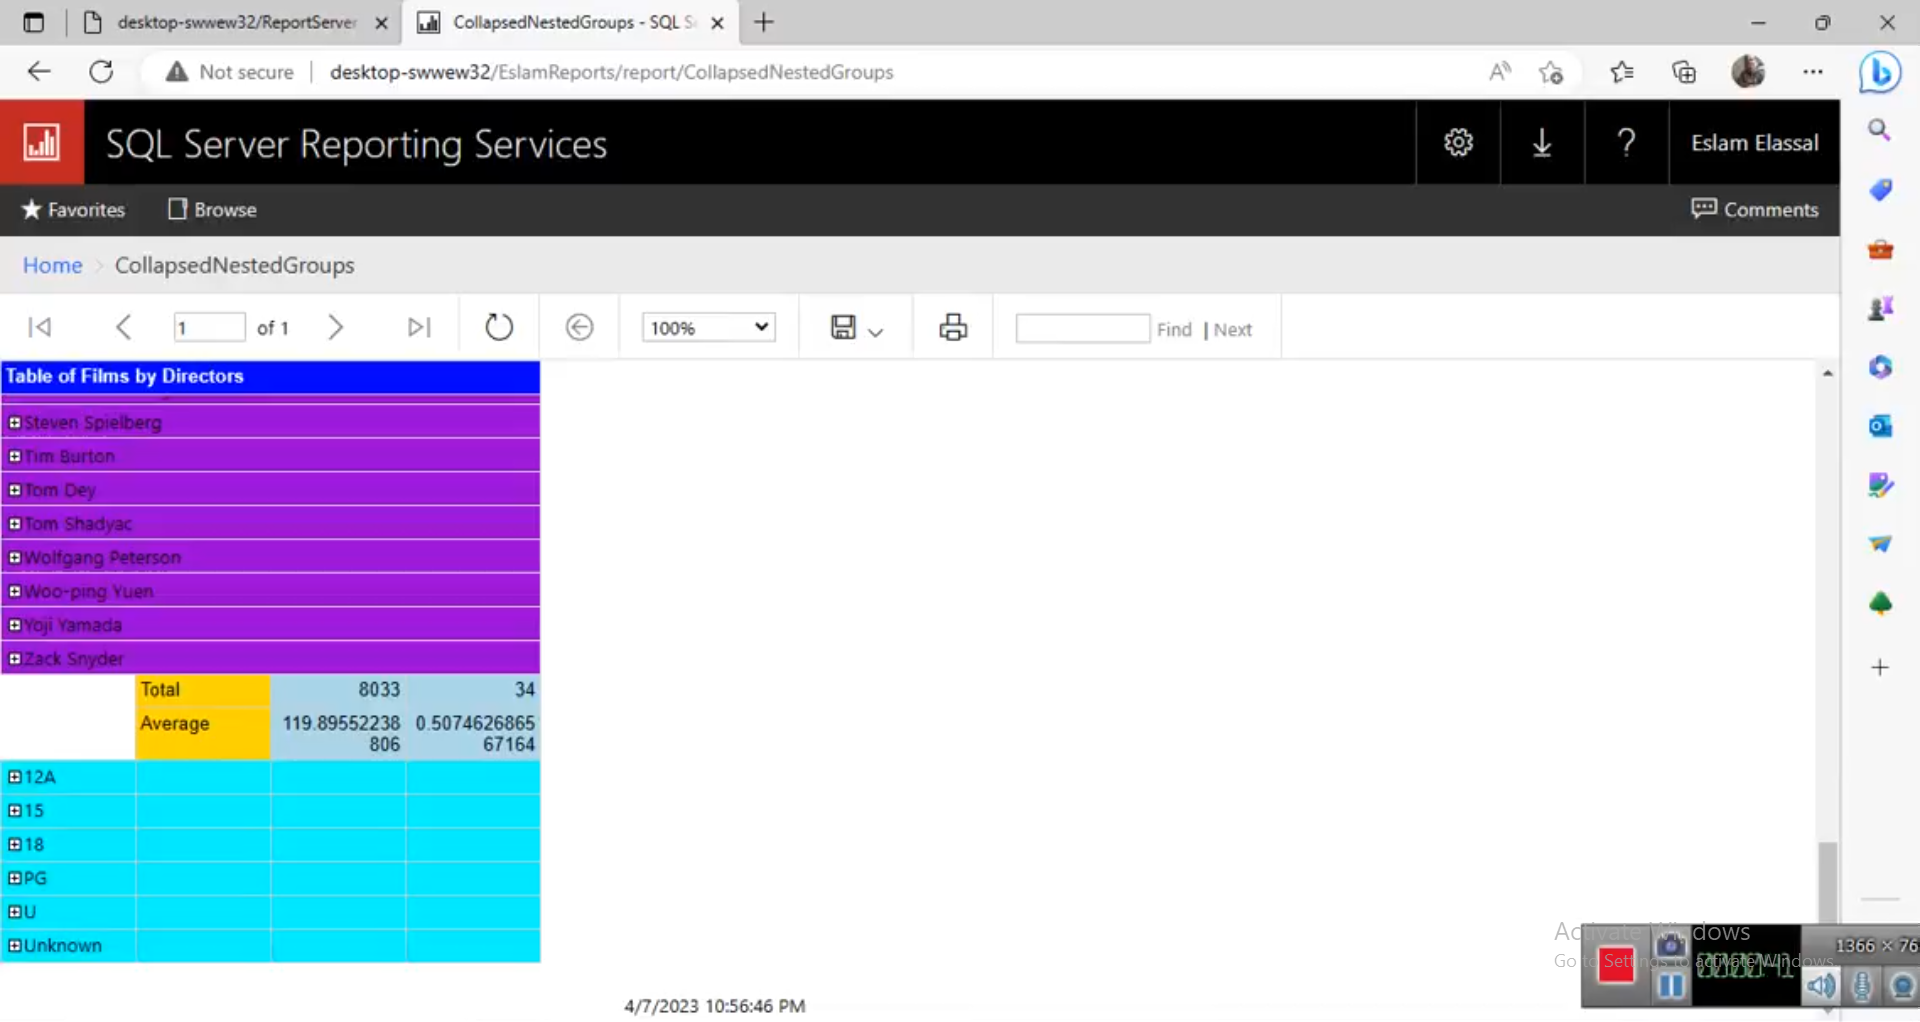 desktop-swwew32/ReportServer
CollapsedNestedGroups - SQL S
Not secure
desktop-swwew32/EslamReports/report/CollapsedNestedGroups
SQL Server Reporting Services
Eslam Elassal
Favorites
Browse
Comments
Home > CollapsedNestedGroups
1 of 1
100%
Find | Next
Table of Films by Directors
Steven Spielberg
Tim Burton
Tom Dey
Tom Shadyac
Wolfgang Peterson
Woo-ping Yuen
Yoji Yamada
Zack Snyder
Total 8033 34
Average 119.89552238 0.5074626865
806 67164
12A
15
18
PG
U
Unknown
Activate Windows
Go to Settings to activate Windows.
1366 × 76
4/7/2023 10:56:46 PM